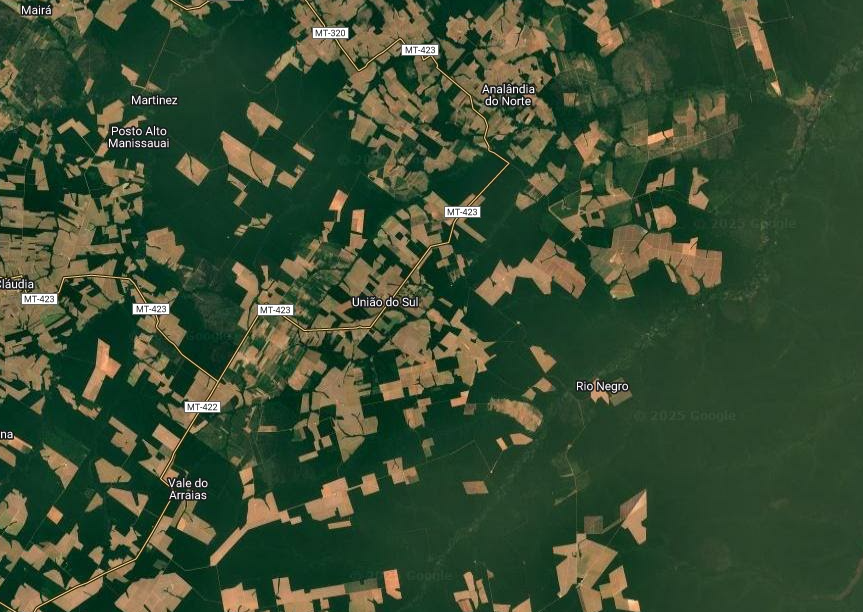 Mairá
MT-320
MT-423
Analândia
do Norte
Martinez
Posto Alto
Manissauai
MT-423
© 2025 Google
Cláudia
MT-423
MT-423
MT-423
União do Sul
Rio Negro
MT-422
© 2025 Google
na
Vale do
Arraias
© 2025 Google